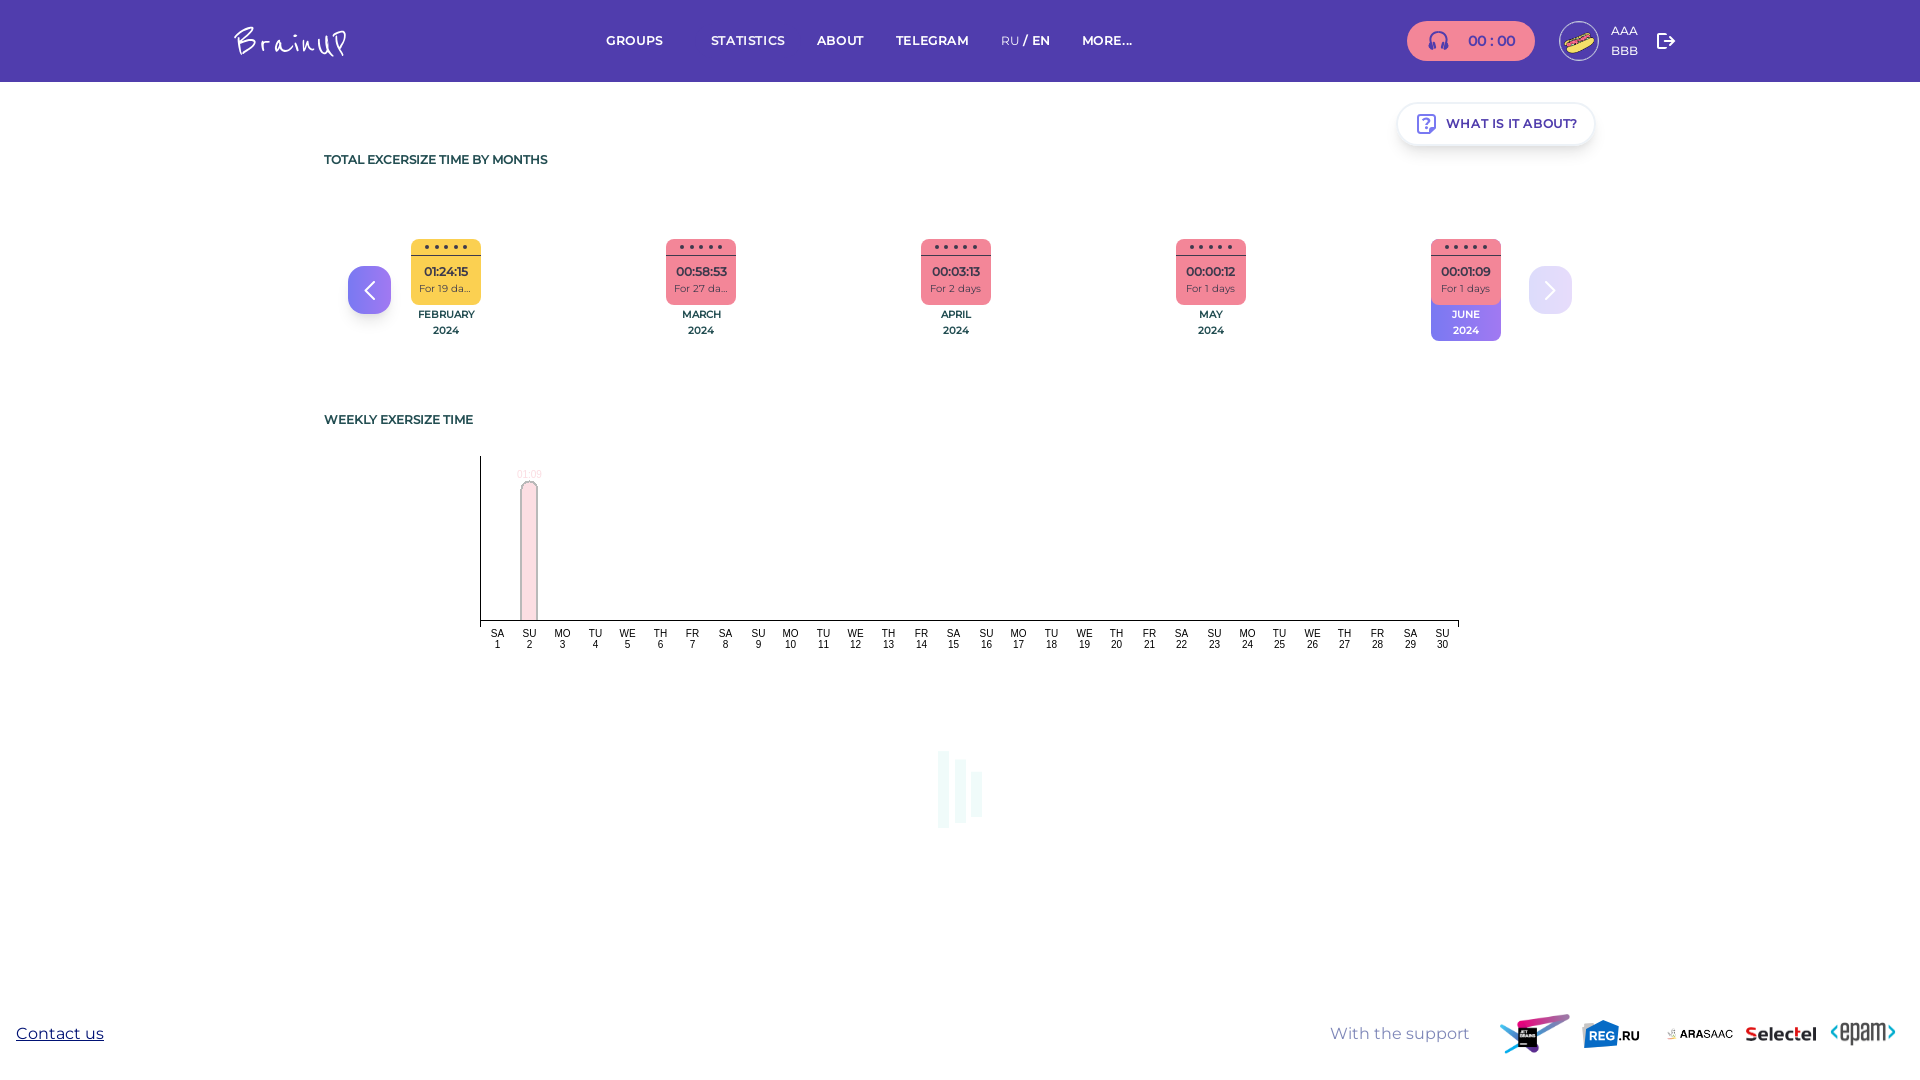 BrainUP GROUPS STATISTICS ABOUT TELEGRAM RU / EN MORE... 00 : 00 AAA
BBB
WHAT IS IT ABOUT?
TOTAL EXCERSIZE TIME BY MONTHS
01:24:15 00:58:53 00:03:13 00:00:12 00:01:09
For 19 da... For 27 da... For 2 days For 1 days For 1 days
FEBRUARY MARCH APRIL MAY JUNE
2024 2024 2024 2024 2024
WEEKLY EXERSIZE TIME
01:09
SA SU MO TU WE TH FR SA SU MO TU WE TH FR SA SU MO TU WE TH FR SA SU MO TU WE TH FR SA SU
1 2 3 4 5 6 7 8 9 10 11 12 13 14 15 16 17 18 19 20 21 22 23 24 25 26 27 28 29 30
Contact us With the support JET BRAINS REG.RU ARASAAC Selectel <epam>